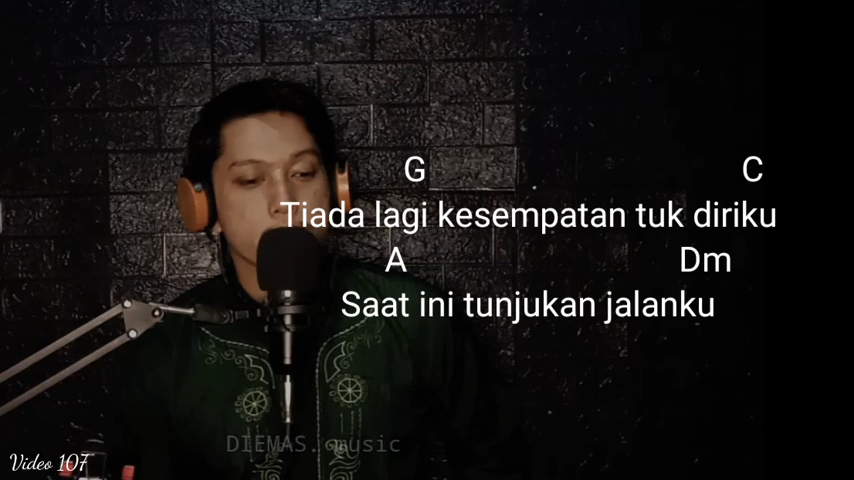 G C
Tiada lagi kesempatan tuk diriku
A Dm
Saat ini tunjukan jalanku
DIEMAS. music
Video 107